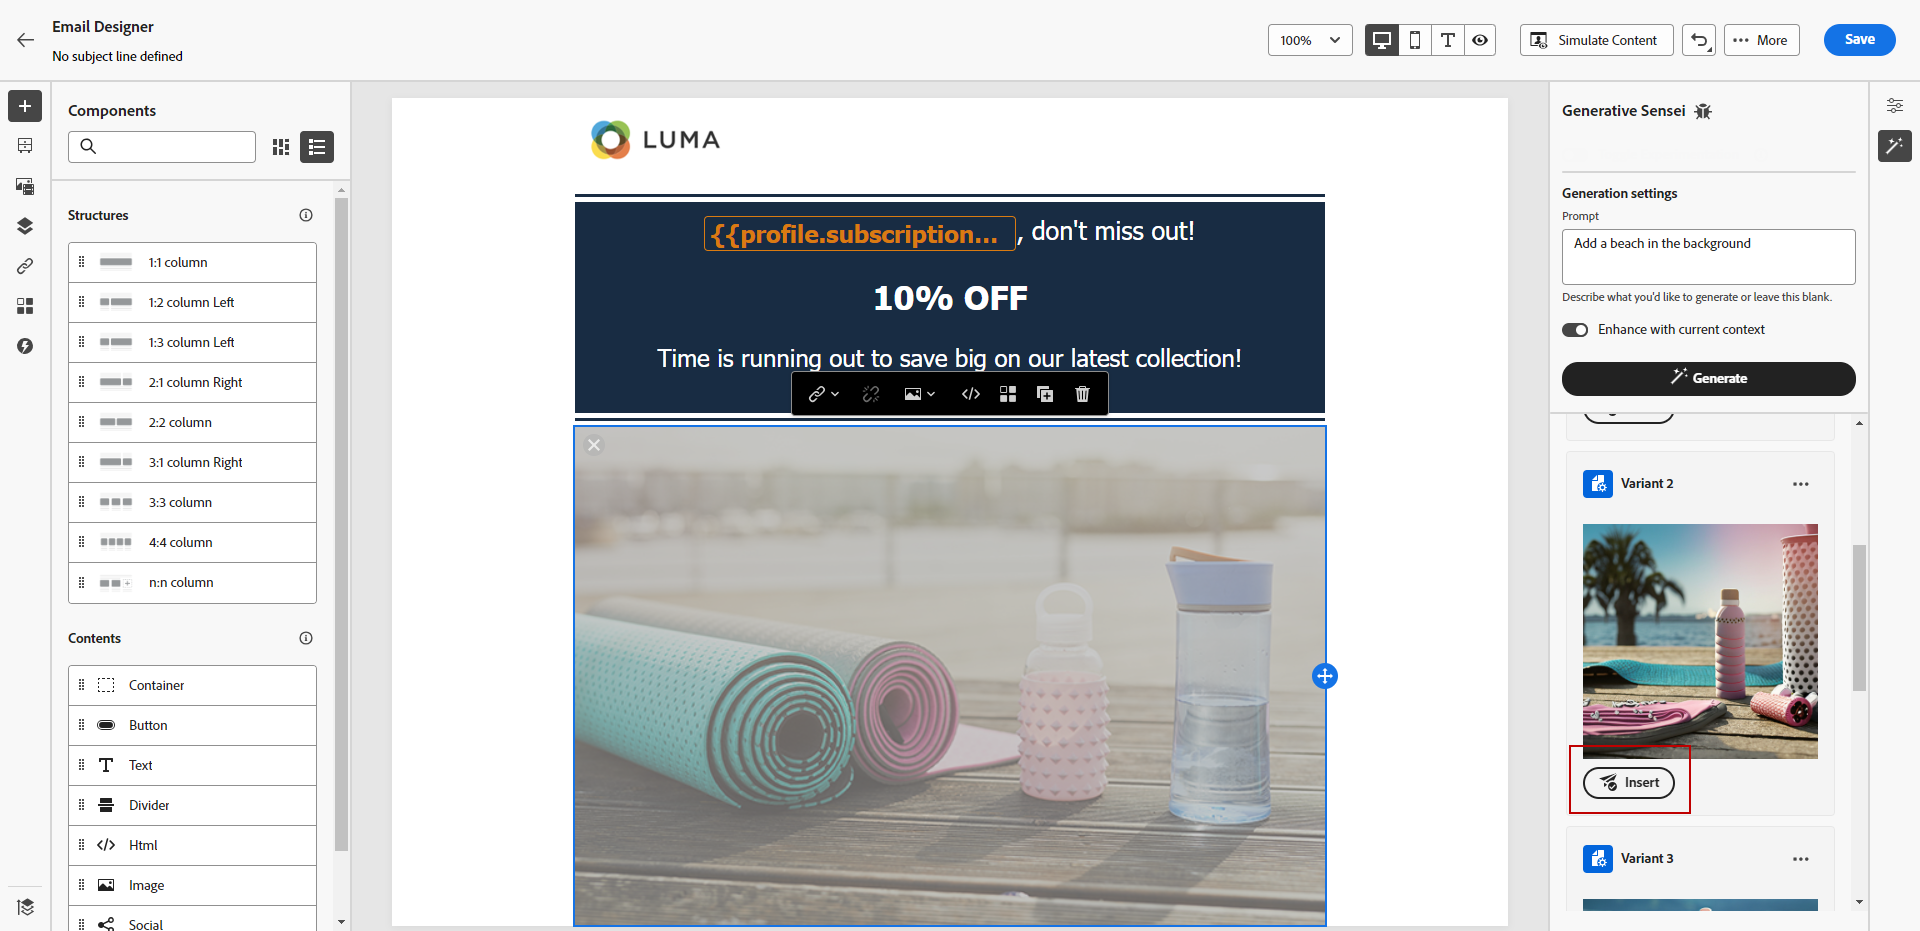 Email Designer
No subject line defined
100%
Simulate Content
More
Save
Components
Structures
1:1 column
1:2 column Left
1:3 column Left
2:1 column Right
2:2 column
3:1 column Right
3:3 column
4:4 column
n:n column
Contents
Container
Button
Text
Divider
Html
Image
Social
LUMA
{{profile.subscription... , don't miss out!
10% OFF
Time is running out to save big on our latest collection!
Generative Sensei
Generation settings
Prompt
Add a beach in the background
Describe what you'd like to generate or leave this blank.
Enhance with current context
Generate
Variant 2
Insert
Variant 3